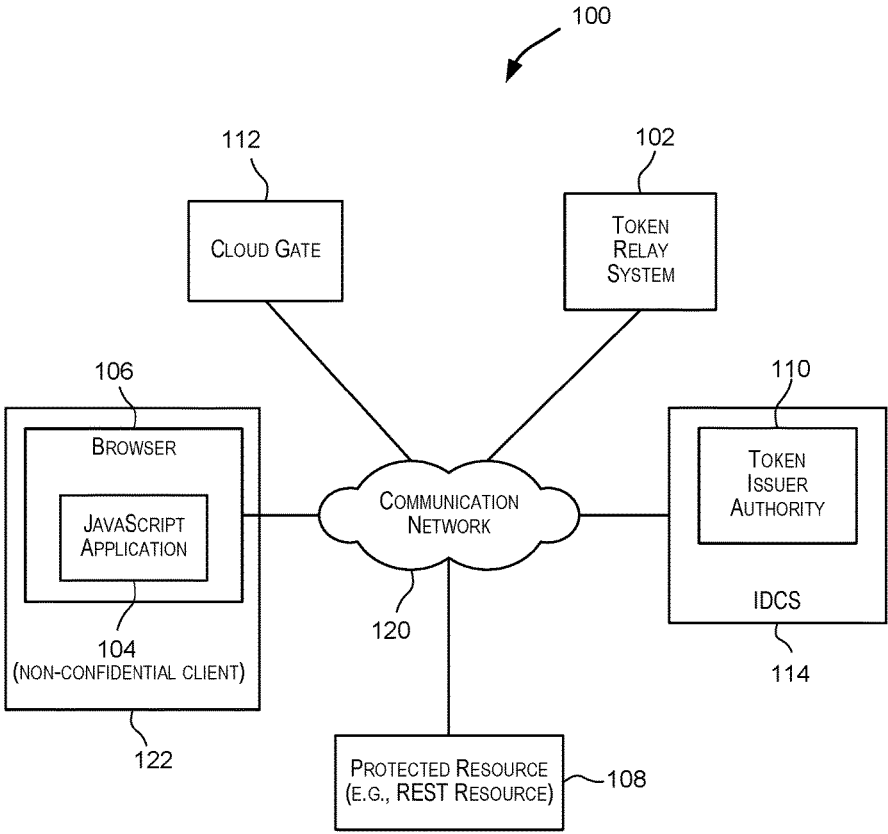 100
112
102
CLOUD GATE
TOKEN
RELAY
SYSTEM
106
110
BROWSER
JAVASCRIPT
APPLICATION
COMMUNICATION
NETWORK
TOKEN
ISSUER
AUTHORITY
IDCS
104
(NON-CONFIDENTIAL CLIENT)
120
114
122
PROTECTED RESOURCE
(E.G., REST RESOURCE)
108